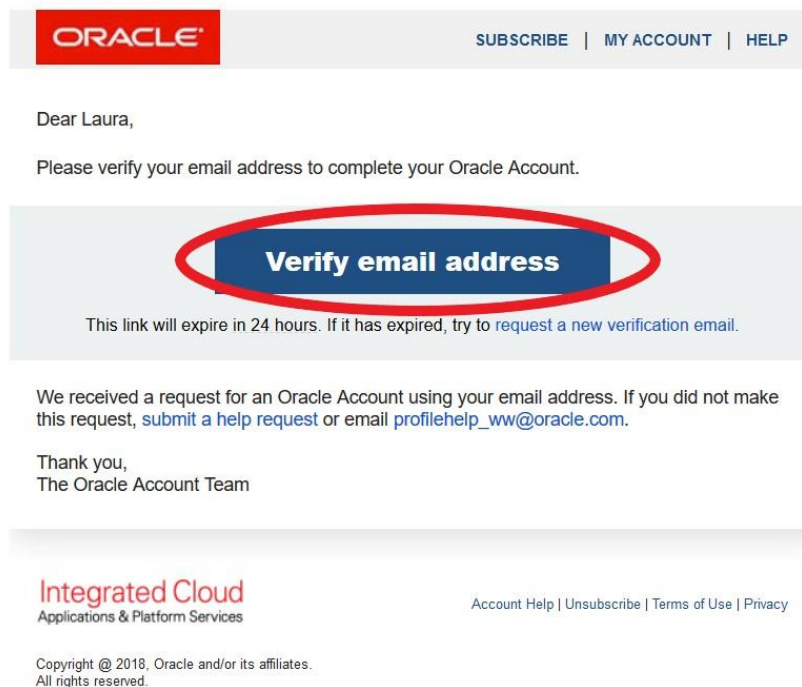 ORACLE
SUBSCRIBE | MY ACCOUNT | HELP
Dear Laura,
Please verify your email address to complete your Oracle Account.
Verify email address
This link will expire in 24 hours. If it has expired, try to request a new verification email.
We received a request for an Oracle Account using your email address. If you did not make
this request, submit a help request or email profilehelp_ww@oracle.com.
Thank you,
The Oracle Account Team
Integrated Cloud
Applications & Platform Services
Account Help | Unsubscribe | Terms of Use | Privacy
Copyright @ 2018, Oracle and/or its affiliates.
All rights reserved.